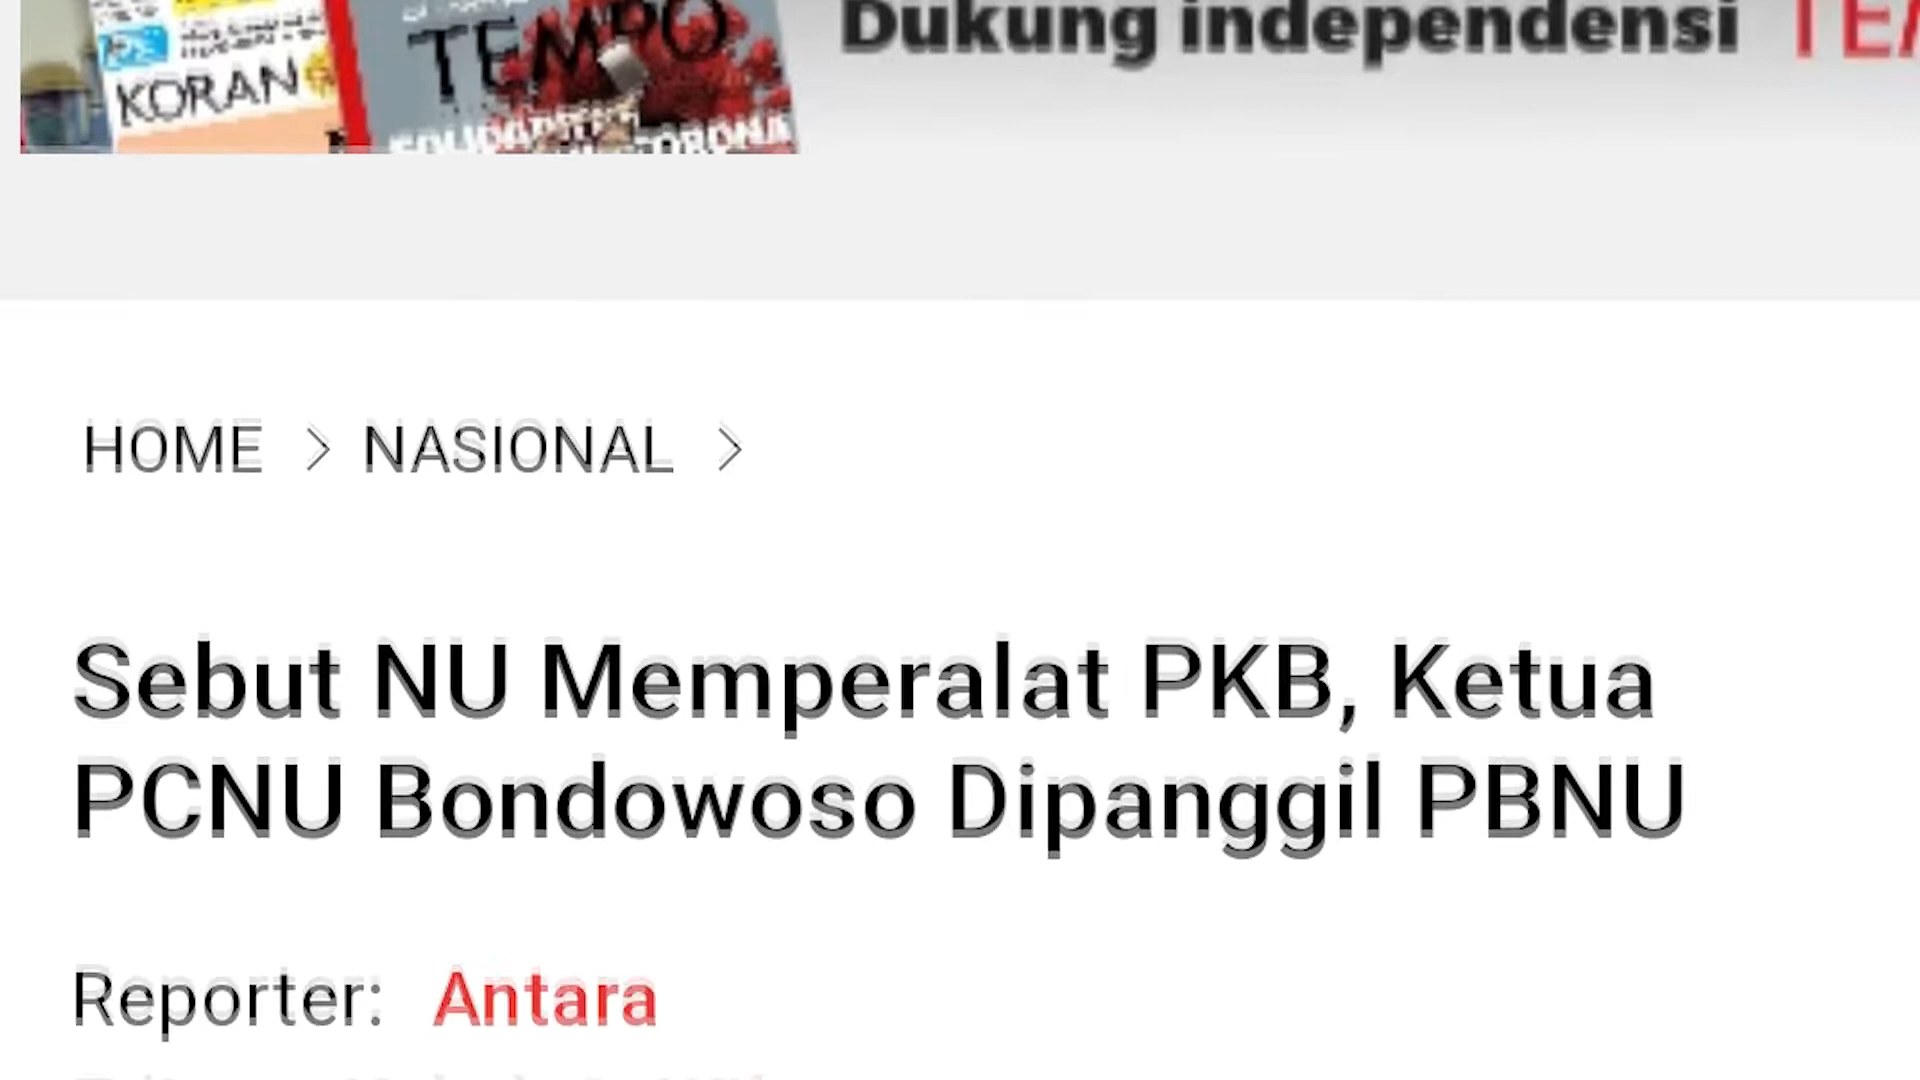 KORAN
TEMPO
Dukung independensi
HOME > NASIONAL >
Sebut NU Memperalat PKB, Ketua
PCNU Bondowoso Dipanggil PBNU
Reporter: Antara